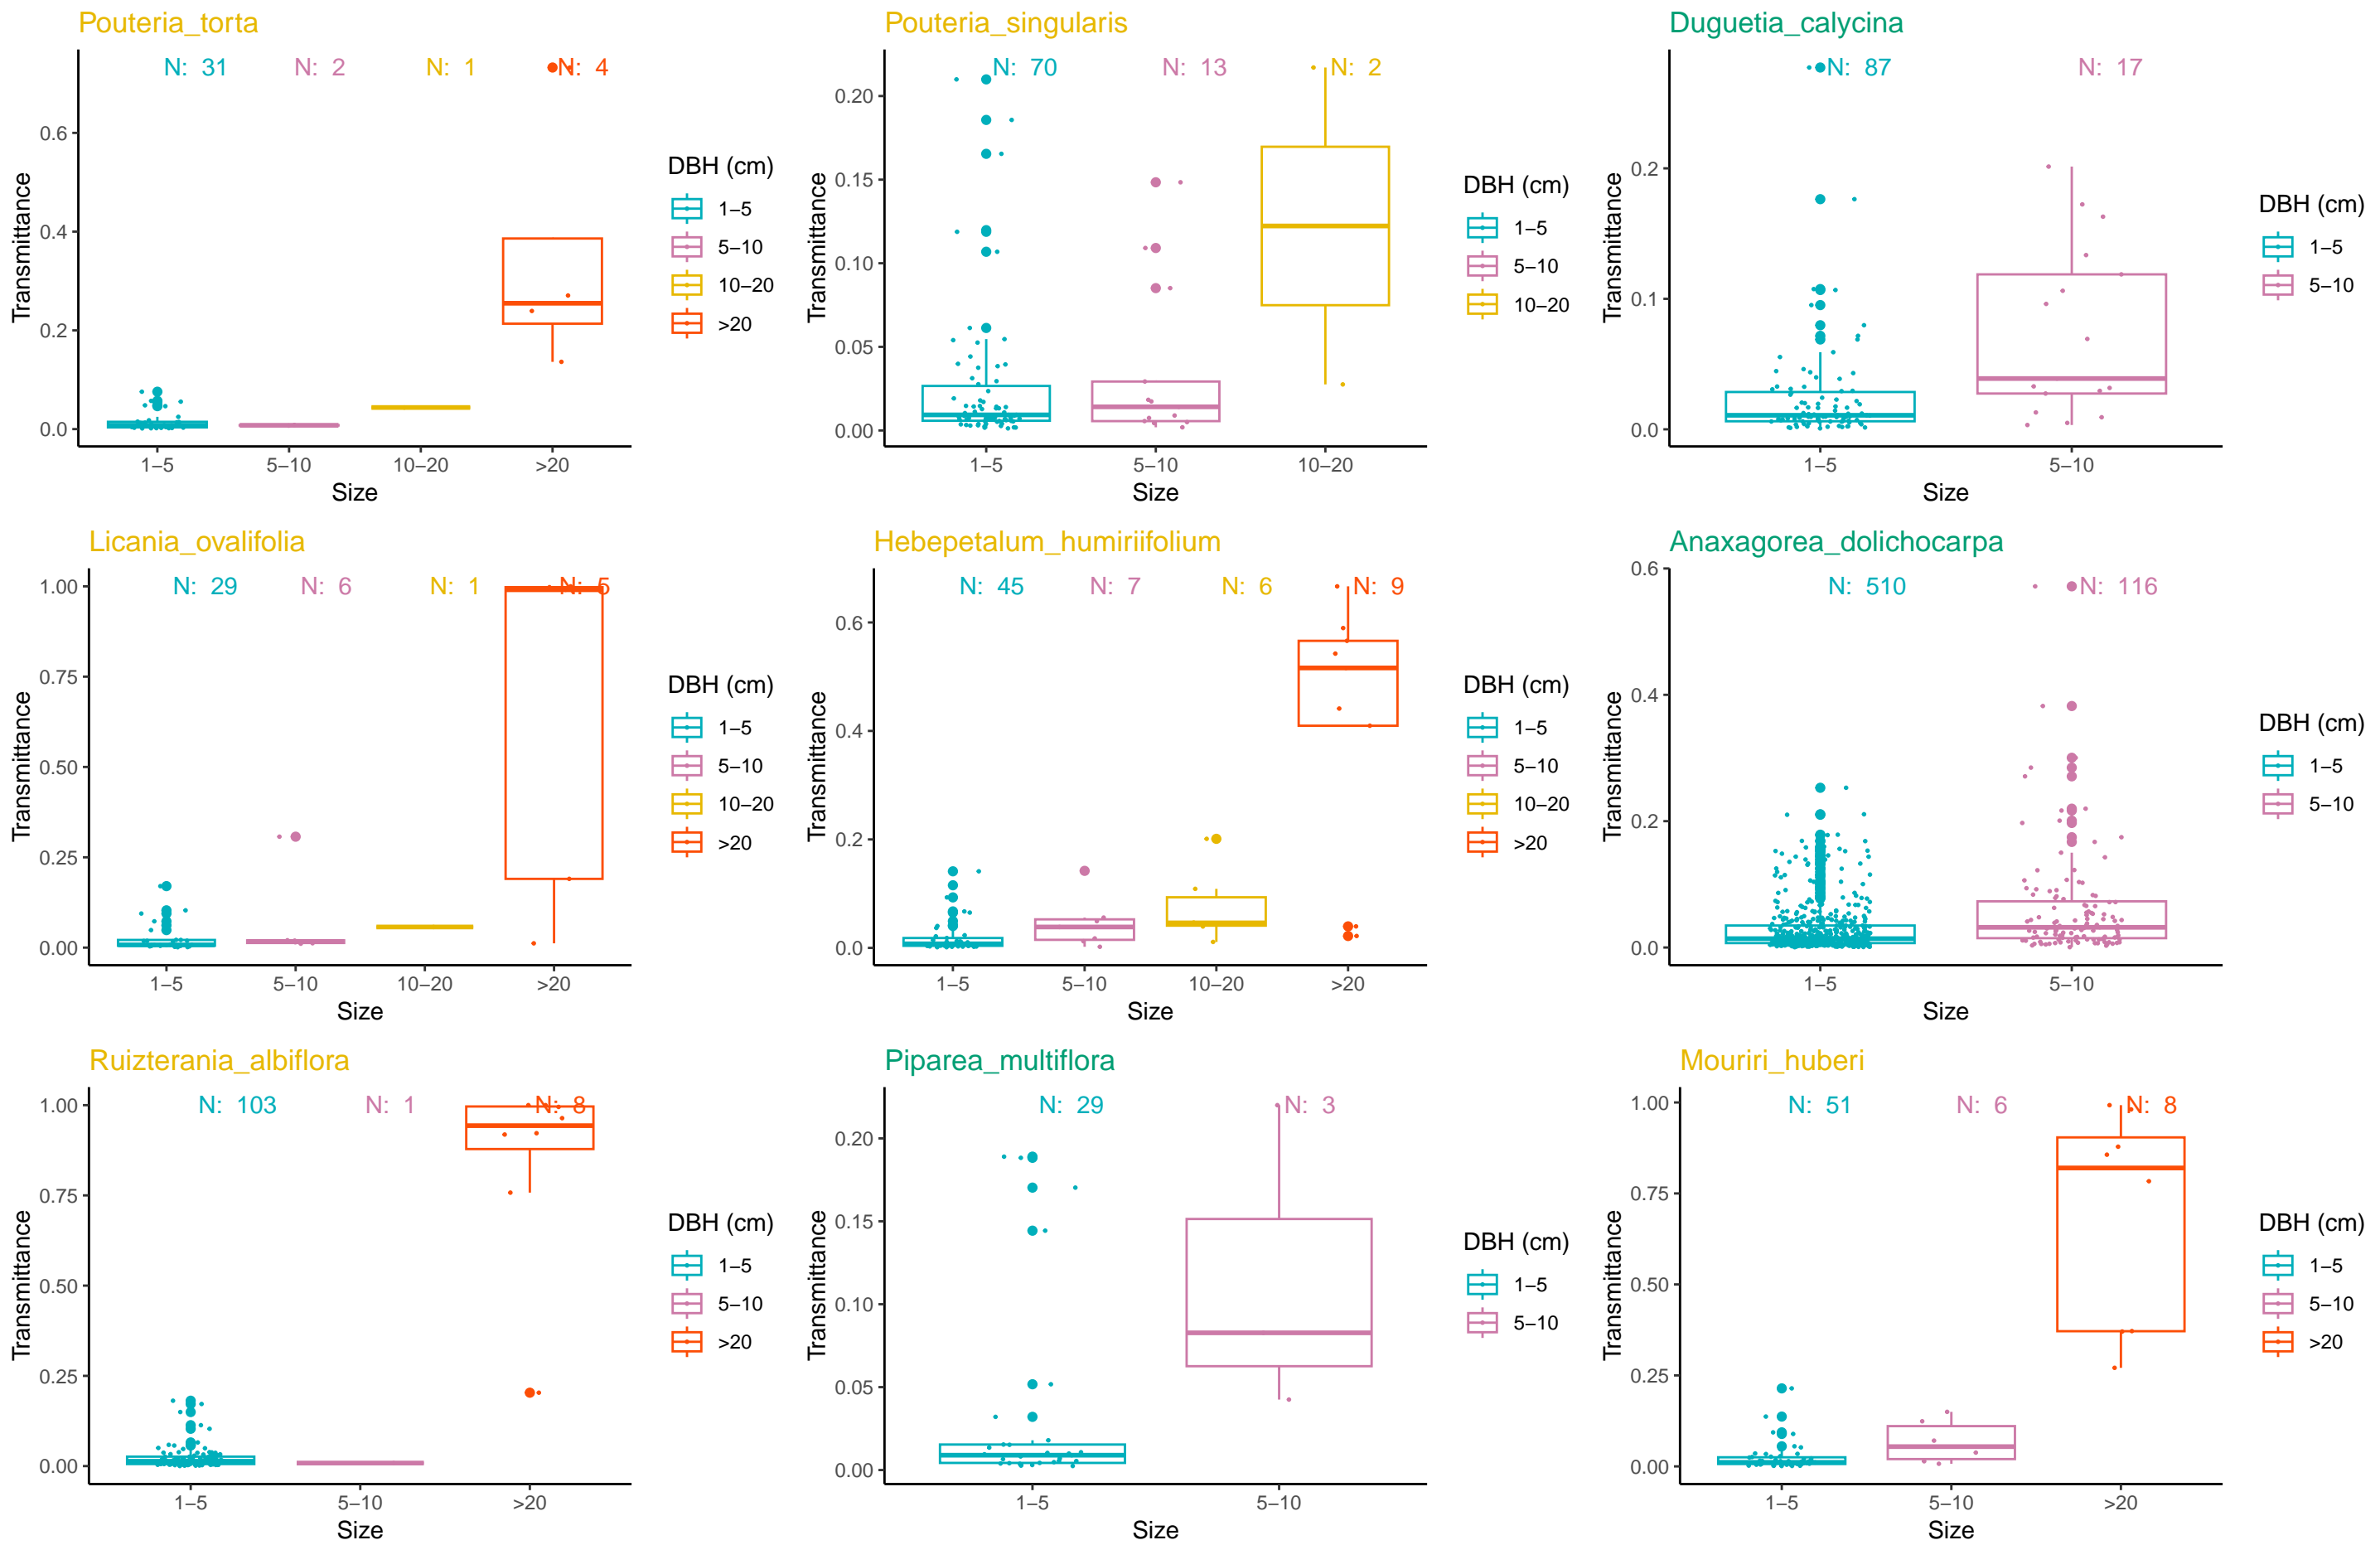 Pouteria_torta
N: 31
N: 2
N: 1
N: 4
Transmittance
0.6
0.4
0.2
0.0
1–5
5–10
10–20
>20
Size
DBH (cm)
1–5
5–10
10–20
>20
Pouteria_singularis
N: 70
N: 13
N: 2
Transmittance
0.20
0.15
0.10
0.05
0.00
1–5
5–10
10–20
Size
DBH (cm)
1–5
5–10
10–20
Duguetia_calycina
N: 87
N: 17
Transmittance
0.2
0.1
0.0
1–5
5–10
Size
DBH (cm)
1–5
5–10
Licania_ovalifolia
N: 29
N: 6
N: 1
N: 5
Transmittance
1.00
0.75
0.50
0.25
0.00
1–5
5–10
10–20
>20
Size
DBH (cm)
1–5
5–10
10–20
>20
Hebepetalum_humiriifolium
N: 45
N: 7
N: 6
N: 9
Transmittance
0.6
0.4
0.2
0.0
1–5
5–10
10–20
>20
Size
DBH (cm)
1–5
5–10
10–20
>20
Anaxagorea_dolichocarpa
N: 510
N: 116
Transmittance
0.6
0.4
0.2
0.0
1–5
5–10
Size
DBH (cm)
1–5
5–10
Ruizterania_albiflora
N: 103
N: 1
N: 8
Transmittance
1.00
0.75
0.50
0.25
0.00
1–5
5–10
>20
Size
DBH (cm)
1–5
5–10
>20
Piparea_multiflora
N: 29
N: 3
Transmittance
0.20
0.15
0.10
0.05
0.00
1–5
5–10
Size
DBH (cm)
1–5
5–10
Mouriri_huberi
N: 51
N: 6
N: 8
Transmittance
1.00
0.75
0.50
0.25
0.00
1–5
5–10
>20
Size
DBH (cm)
1–5
5–10
>20